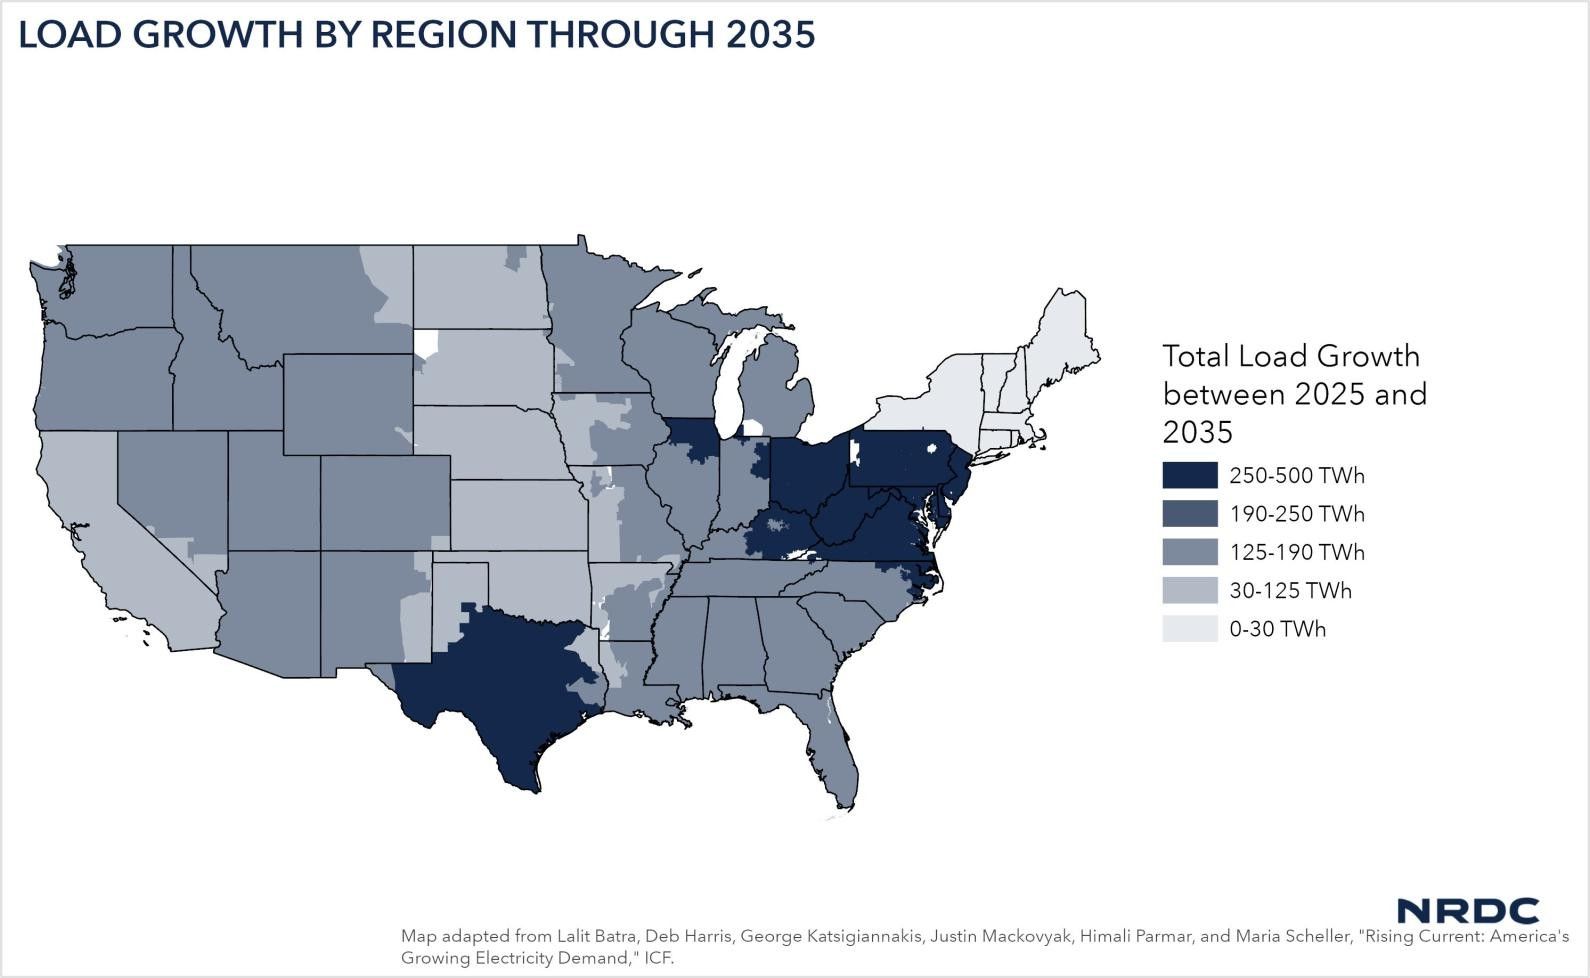 LOAD GROWTH BY REGION THROUGH 2035
Total Load Growth
between 2025 and
2035
250-500 TWh
190-250 TWh
125-190 TWh
30-125 TWh
0-30 TWh
NRDC
Map adapted from Lalit Batra, Deb Harris, George Katsigiannakis, Justin Mackovyak, Himali Parmar, and Maria Scheller, "Rising Current: America's
Growing Electricity Demand," ICF.